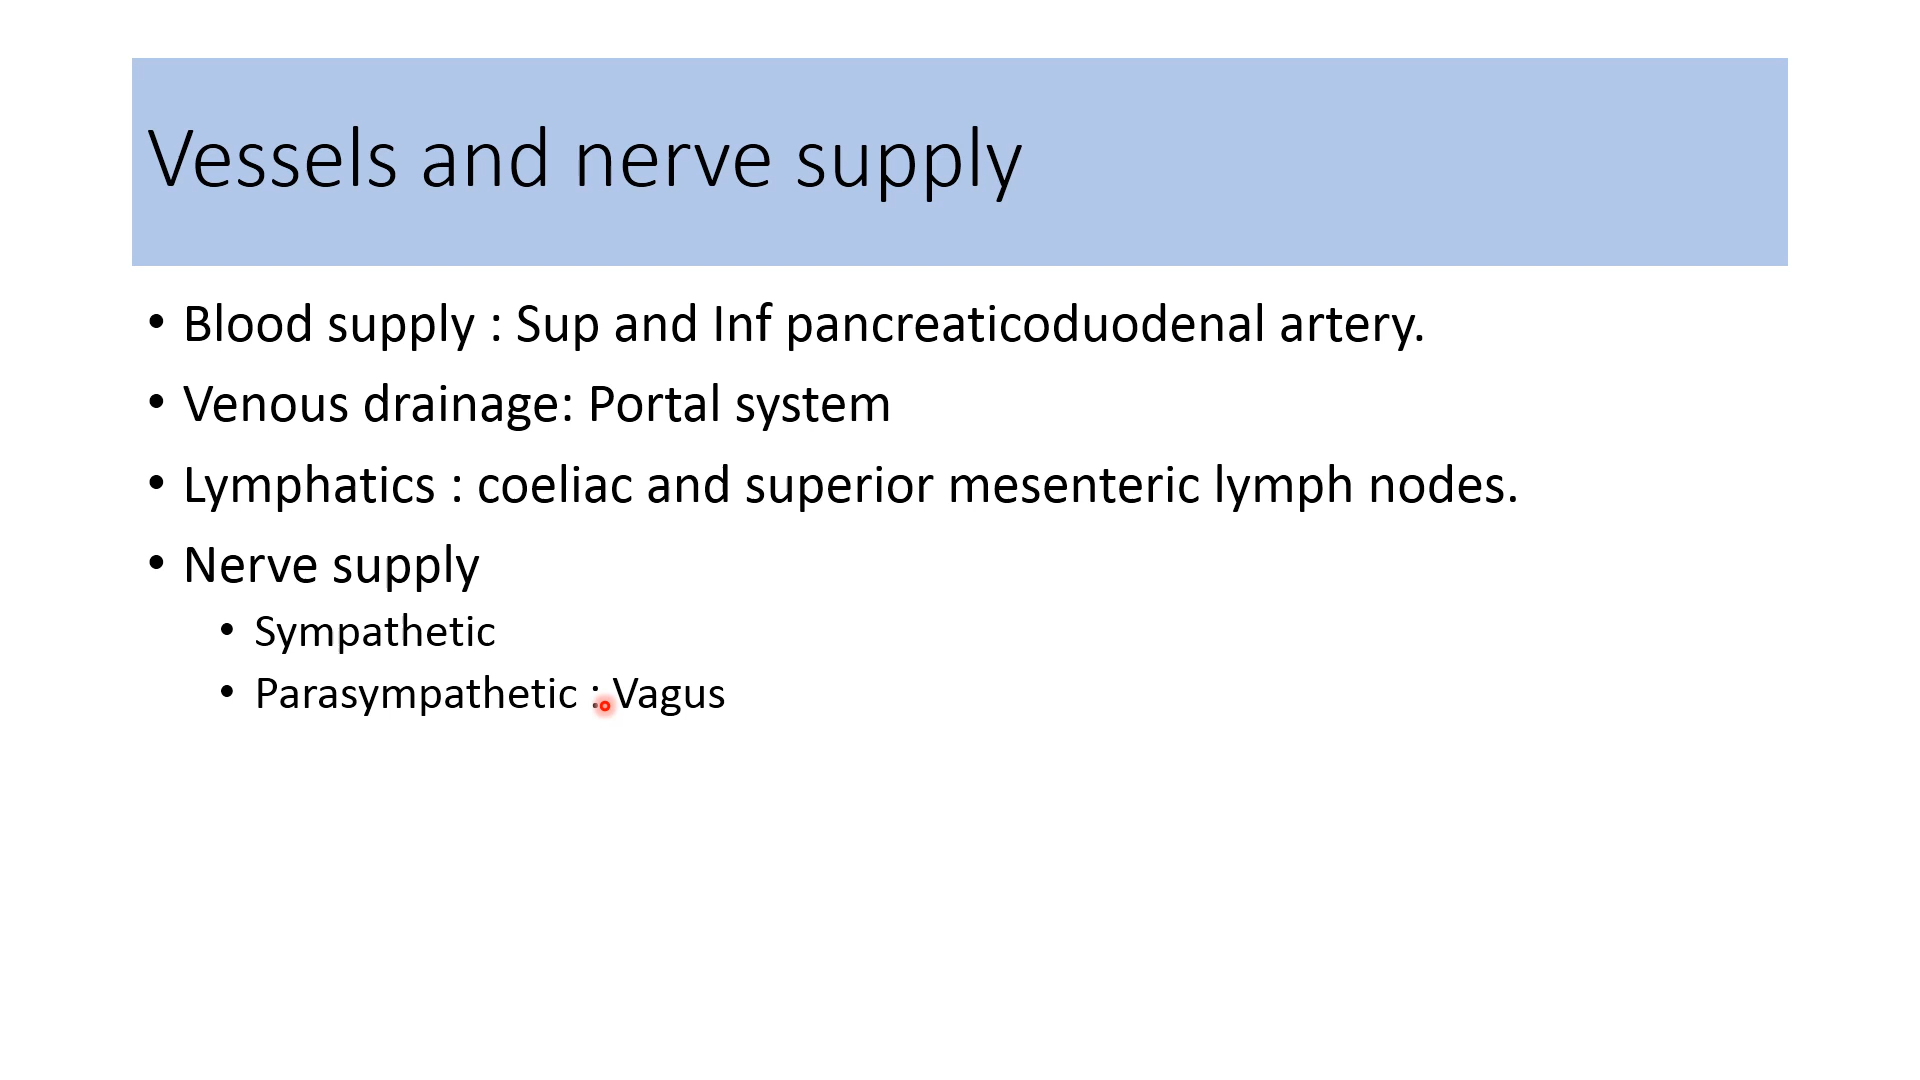 Vessels and nerve supply
• Blood supply : Sup and Inf pancreaticoduodenal artery.
• Venous drainage: Portal system
• Lymphatics : coeliac and superior mesenteric lymph nodes.
• Nerve supply
• Sympathetic
• Parasympathetic : Vagus